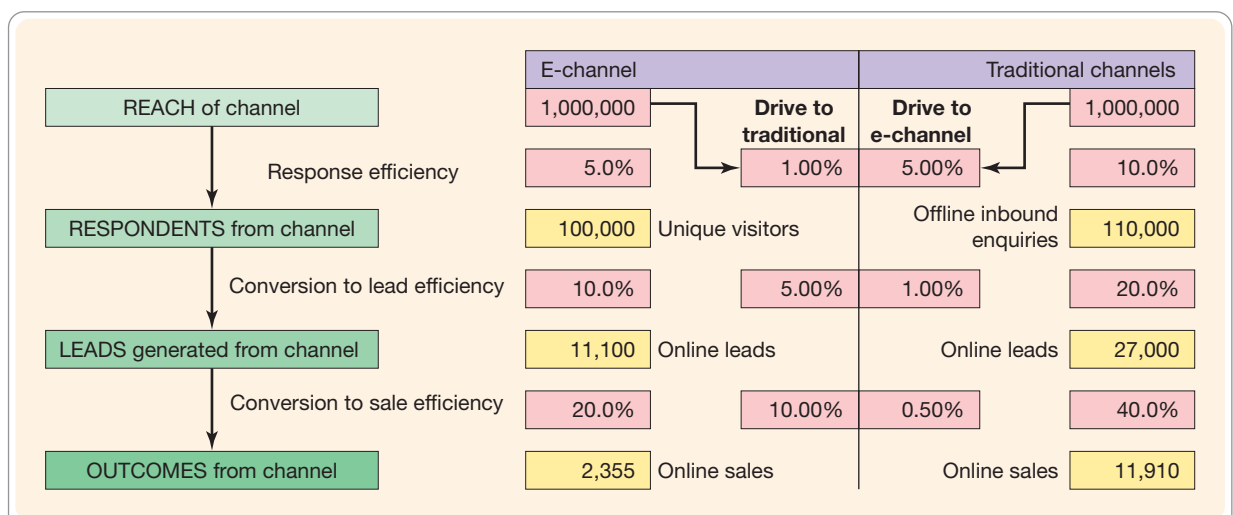 E-channel
Traditional channels
REACH of channel
1,000,000
Drive to
traditional
Drive to
e-channel
1,000,000
Response efficiency
5.0%
1.00%
5.00%
10.0%
RESPONDENTS from channel
100,000
Unique visitors
Offline inbound
enquiries
110,000
Conversion to lead efficiency
10.0%
5.00%
1.00%
20.0%
LEADS generated from channel
11,100
Online leads
Online leads
27,000
Conversion to sale efficiency
20.0%
10.00%
0.50%
40.0%
OUTCOMES from channel
2,355
Online sales
Online sales
11,910